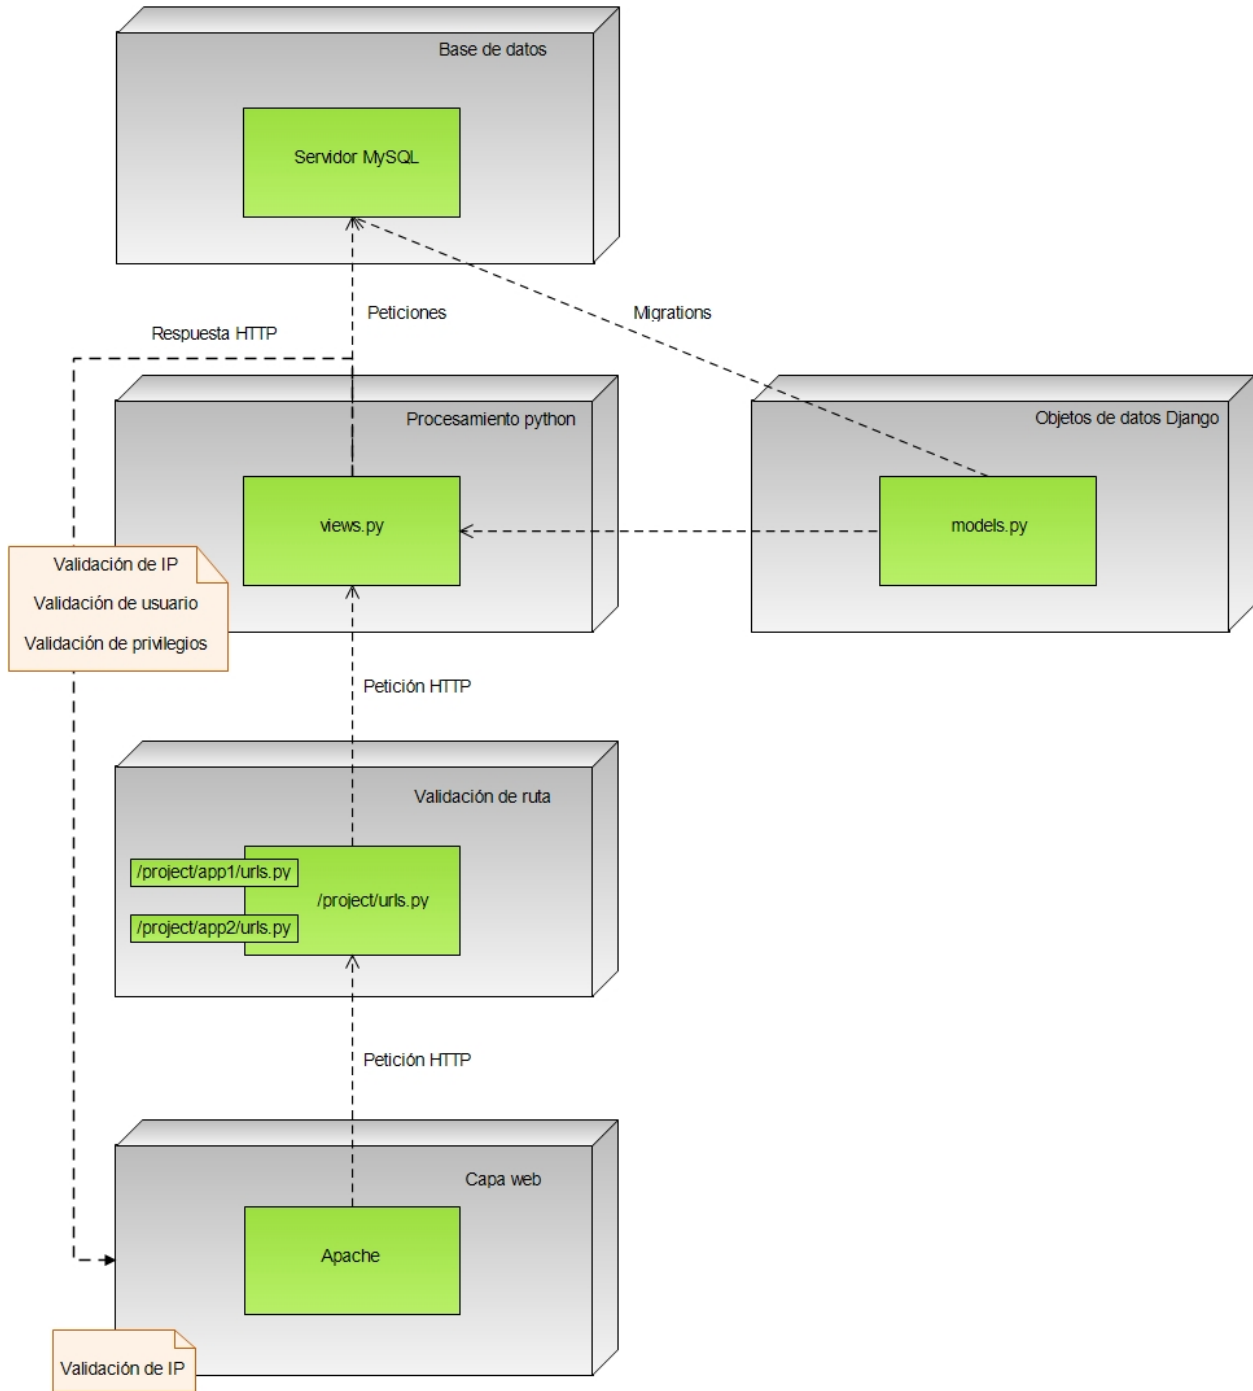 Base de datos
Servidor MySQL
Peticiones
Migrations
Respuesta HTTP
Procesamiento python
Objetos de datos Django
views.py
models.py
Validación de IP
Validación de usuario
Validación de privilegios
Petición HTTP
Validación de ruta
/project/app1/urls.py
/project/urls.py
/project/app2/urls.py
Petición HTTP
Capa web
Apache
Validación de IP